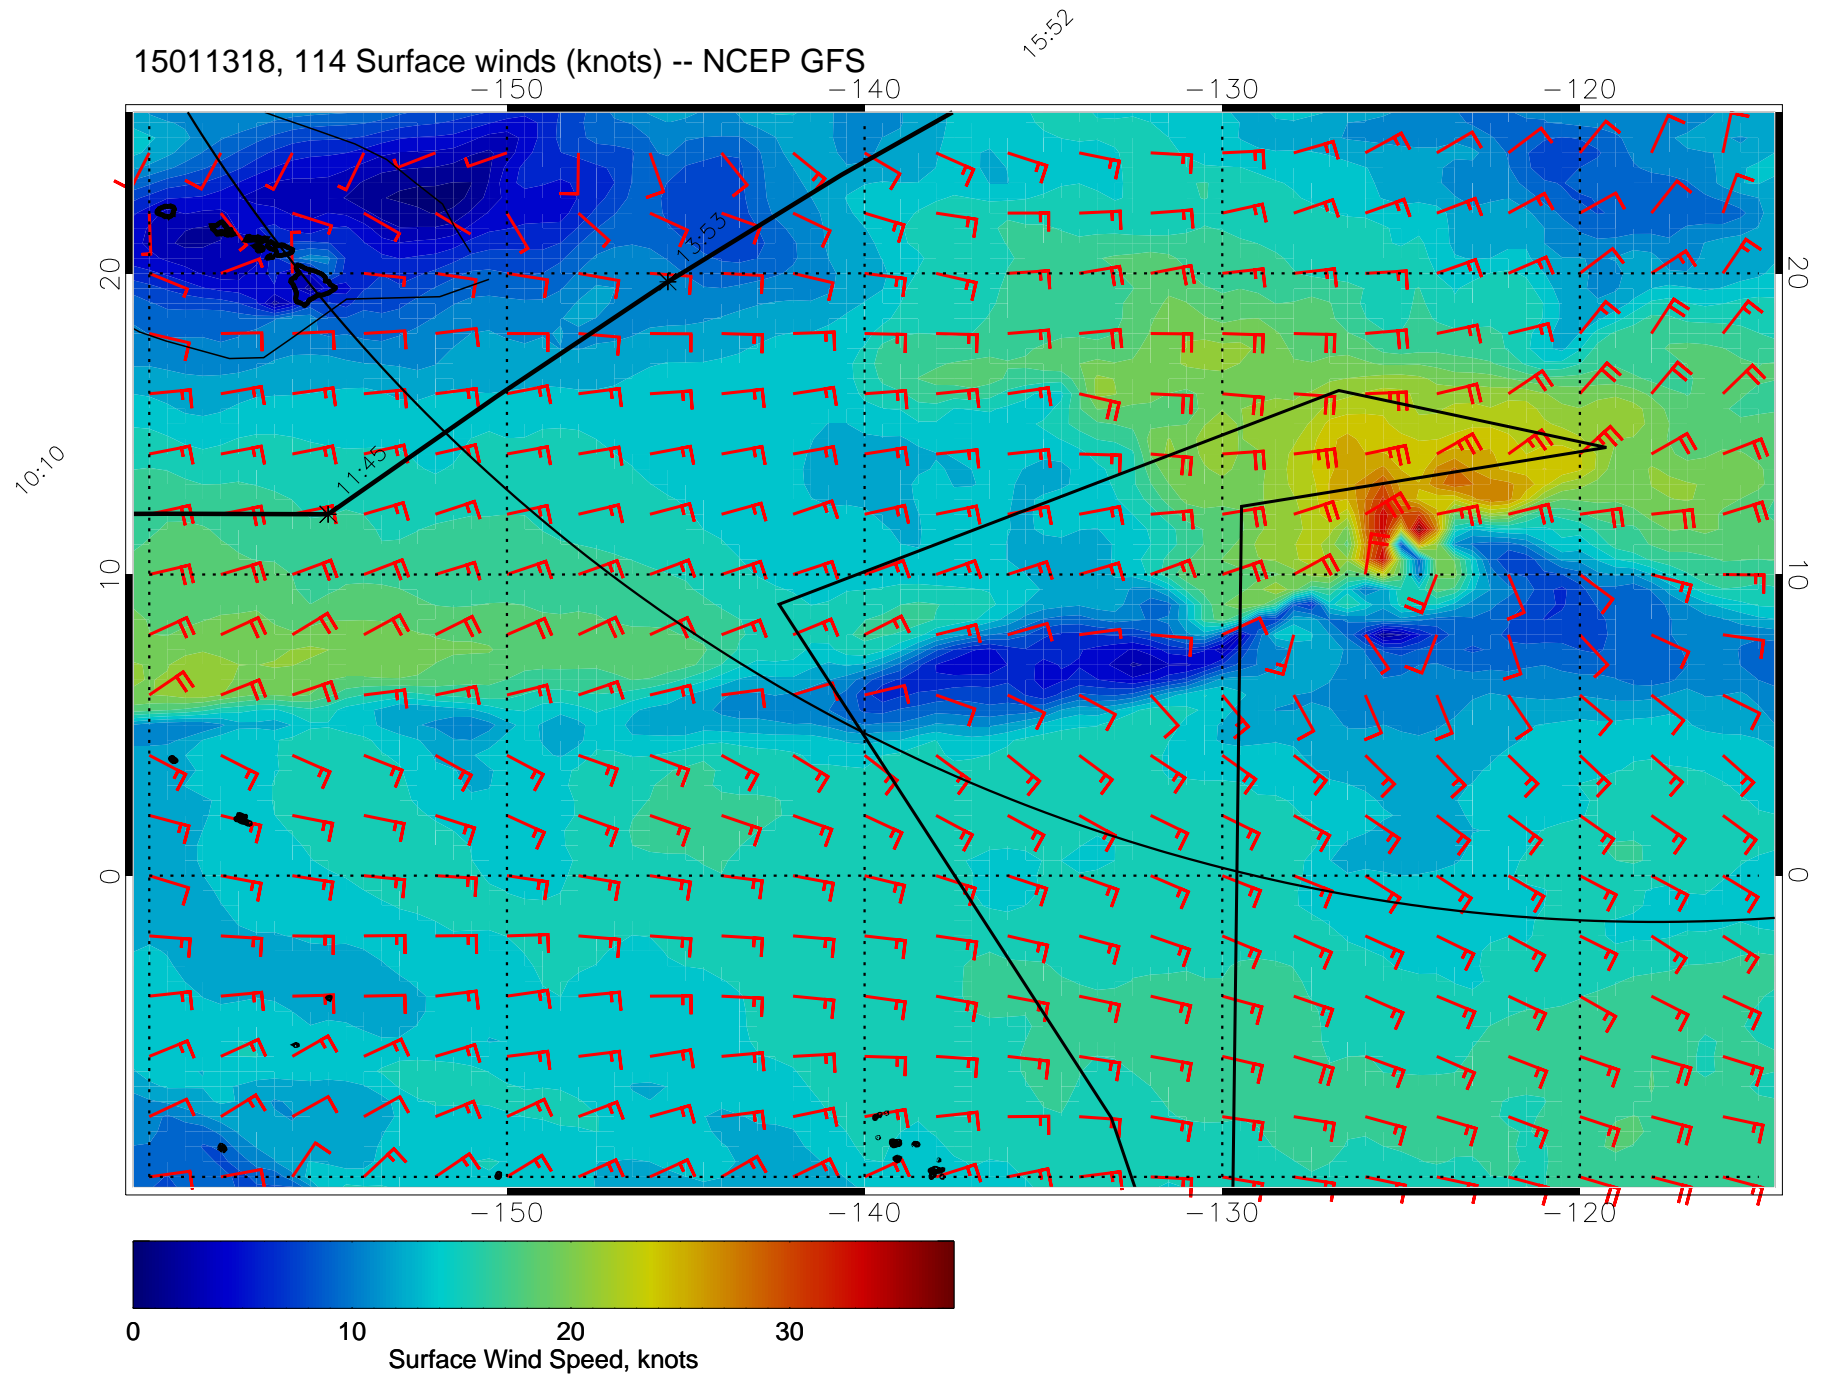 15:52
15011318, 114 Surface winds (knots) -- NCEP GFS
-150 -140 -130 -120
13:53
20 20
10:10
11:45
10 10
0 0
-150 -140 -130 -120
0 10 20 30
Surface Wind Speed, knots